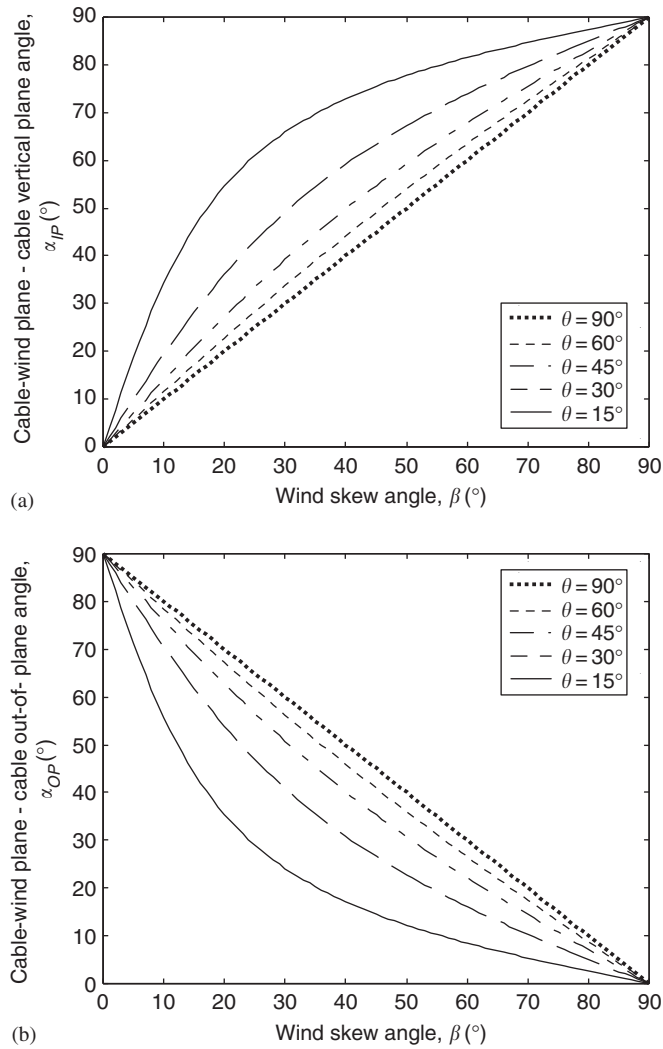 90
80
70
60
50
40
30
20
10
0
Cable-wind plane - cable vertical plane angle,
α_IP (°)
θ = 90°
θ = 60°
θ = 45°
θ = 30°
θ = 15°
0 10 20 30 40 50 60 70 80 90
(a)
Wind skew angle, β (°)
90
80
70
60
50
40
30
20
10
0
Cable-wind plane - cable out-of- plane angle,
α_OP (°)
θ = 90°
θ = 60°
θ = 45°
θ = 30°
θ = 15°
0 10 20 30 40 50 60 70 80 90
(b)
Wind skew angle, β (°)